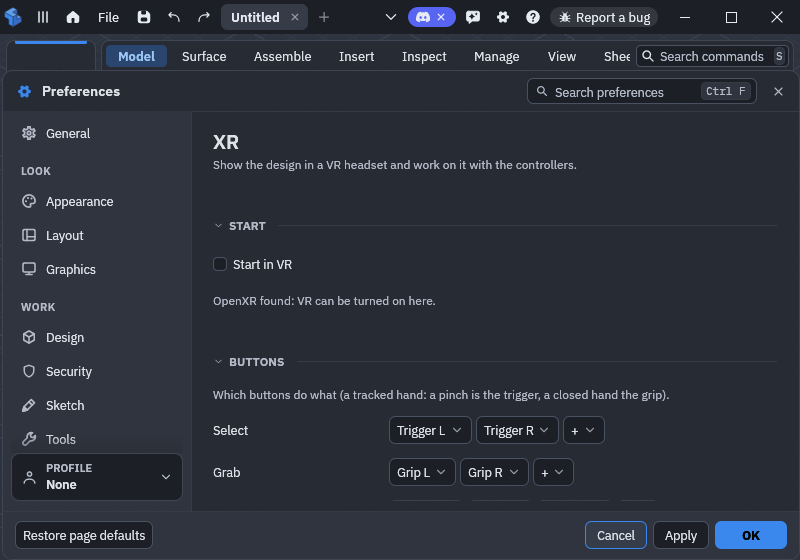 File
Untitled
Report a bug
Model
Surface
Assemble
Insert
Inspect
Manage
View
Shee
Search commands
S
Preferences
Search preferences
Ctrl F
General
LOOK
Appearance
Layout
Graphics
WORK
Design
Security
Sketch
Tools
PROFILE
None
XR
Show the design in a VR headset and work on it with the controllers.
START
Start in VR
OpenXR found: VR can be turned on here.
BUTTONS
Which buttons do what (a tracked hand: a pinch is the trigger, a closed hand the grip).
Select
Trigger L
Trigger R
+
Grab
Grip L
Grip R
+
Restore page defaults
Cancel
Apply
OK